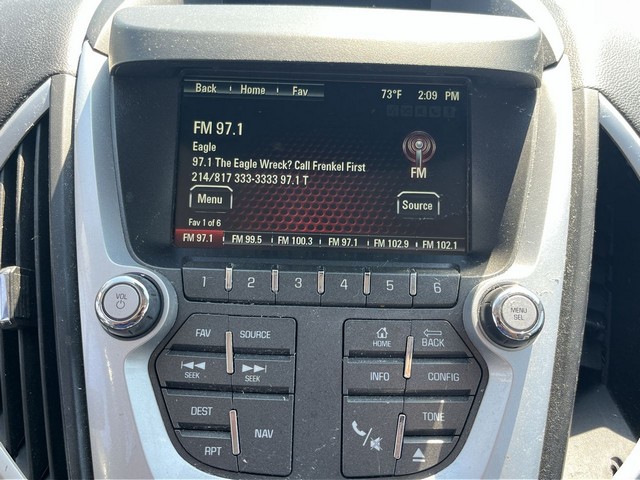 Back Home Fav 73°F 2:09 PM
FM 97.1
Eagle
97.1 The Eagle Wreck? Call Frenkel First
214/817 333-3333 97.1 T
FM
Menu
Source
Fav 1 of 6
FM 97.1 FM 99.5 FM 100.3 FM 97.1 FM 102.9 FM 102.1
1 2 3 4 5 6
VOL
MENU
SEL
FAV SOURCE
HOME BACK
SEEK SEEK
INFO CONFIG
DEST
NAV
RPT
TONE